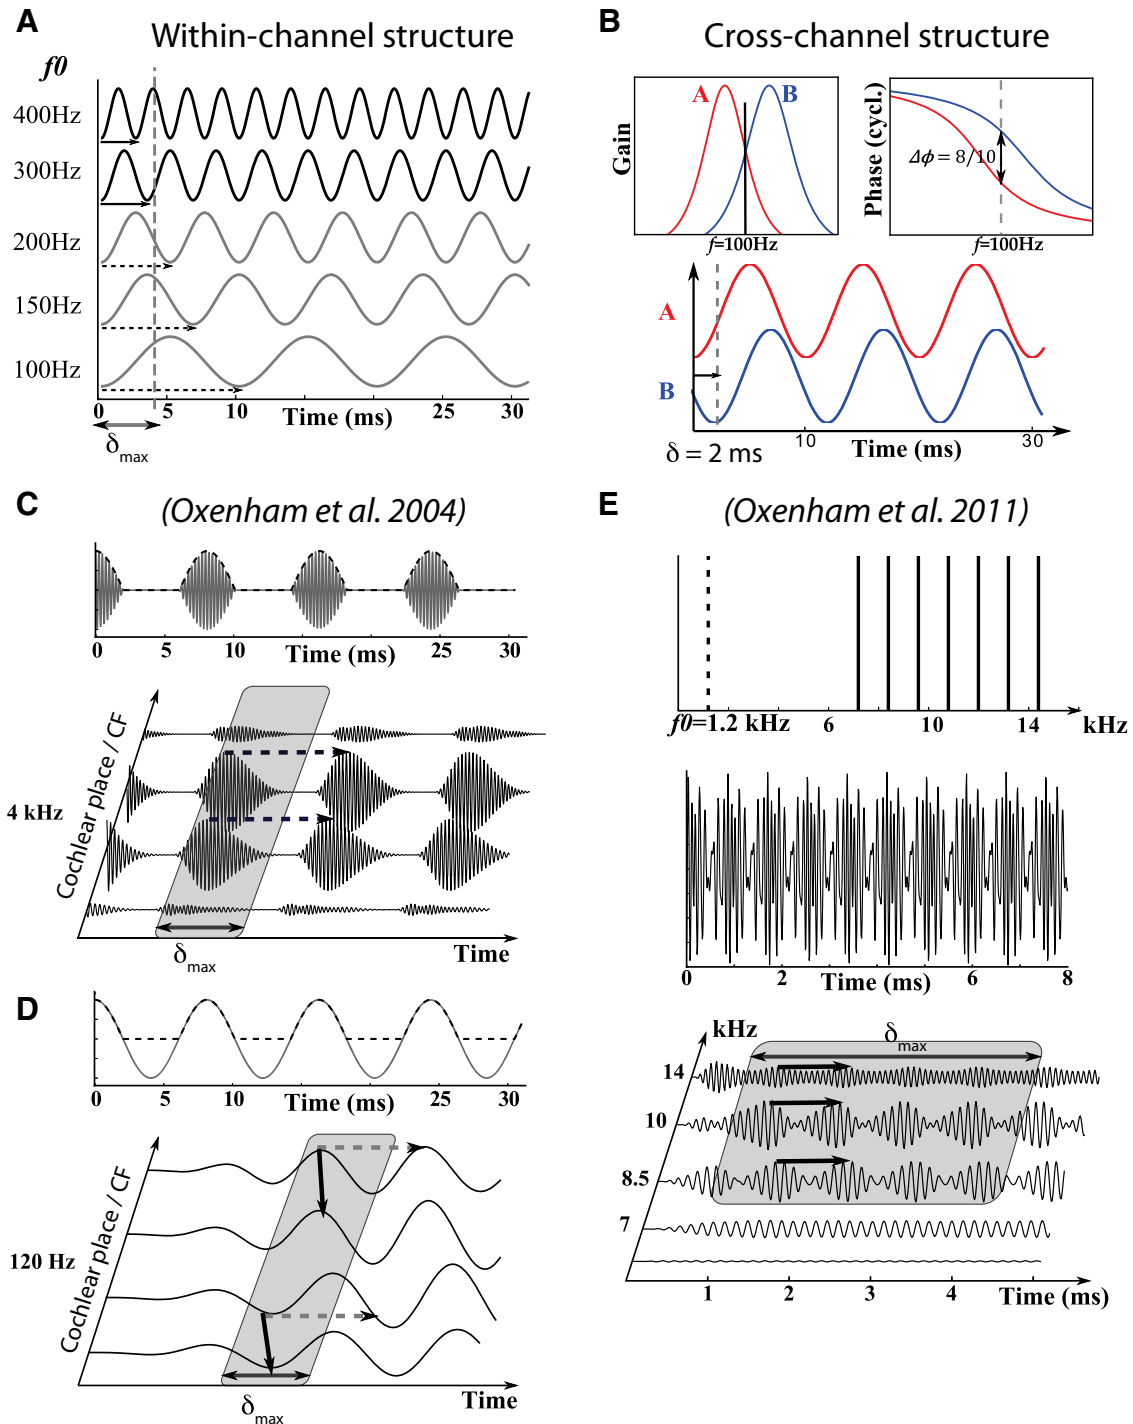 A
Within-channel structure
f0
400Hz
300Hz
200Hz
150Hz
100Hz
0 5 10 Time (ms) 25 30
δmax
B
Cross-channel structure
A B
Gain
f=100Hz
Phase (cycl.)
Δϕ = 8/10
f=100Hz
A
B
δ = 2 ms
10 Time (ms) 30
C
(Oxenham et al. 2004)
0 5 10 Time (ms) 25 30
Cochlear place / CF
4 kHz
δmax
Time
D
0 5 10 Time (ms) 25 30
Cochlear place / CF
120 Hz
δmax
Time
E
(Oxenham et al. 2011)
f0=1.2 kHz 6 10 14 kHz
0 2 Time (ms) 6 8
kHz
δmax
14
10
8.5
7
1 2 3 4 Time (ms)